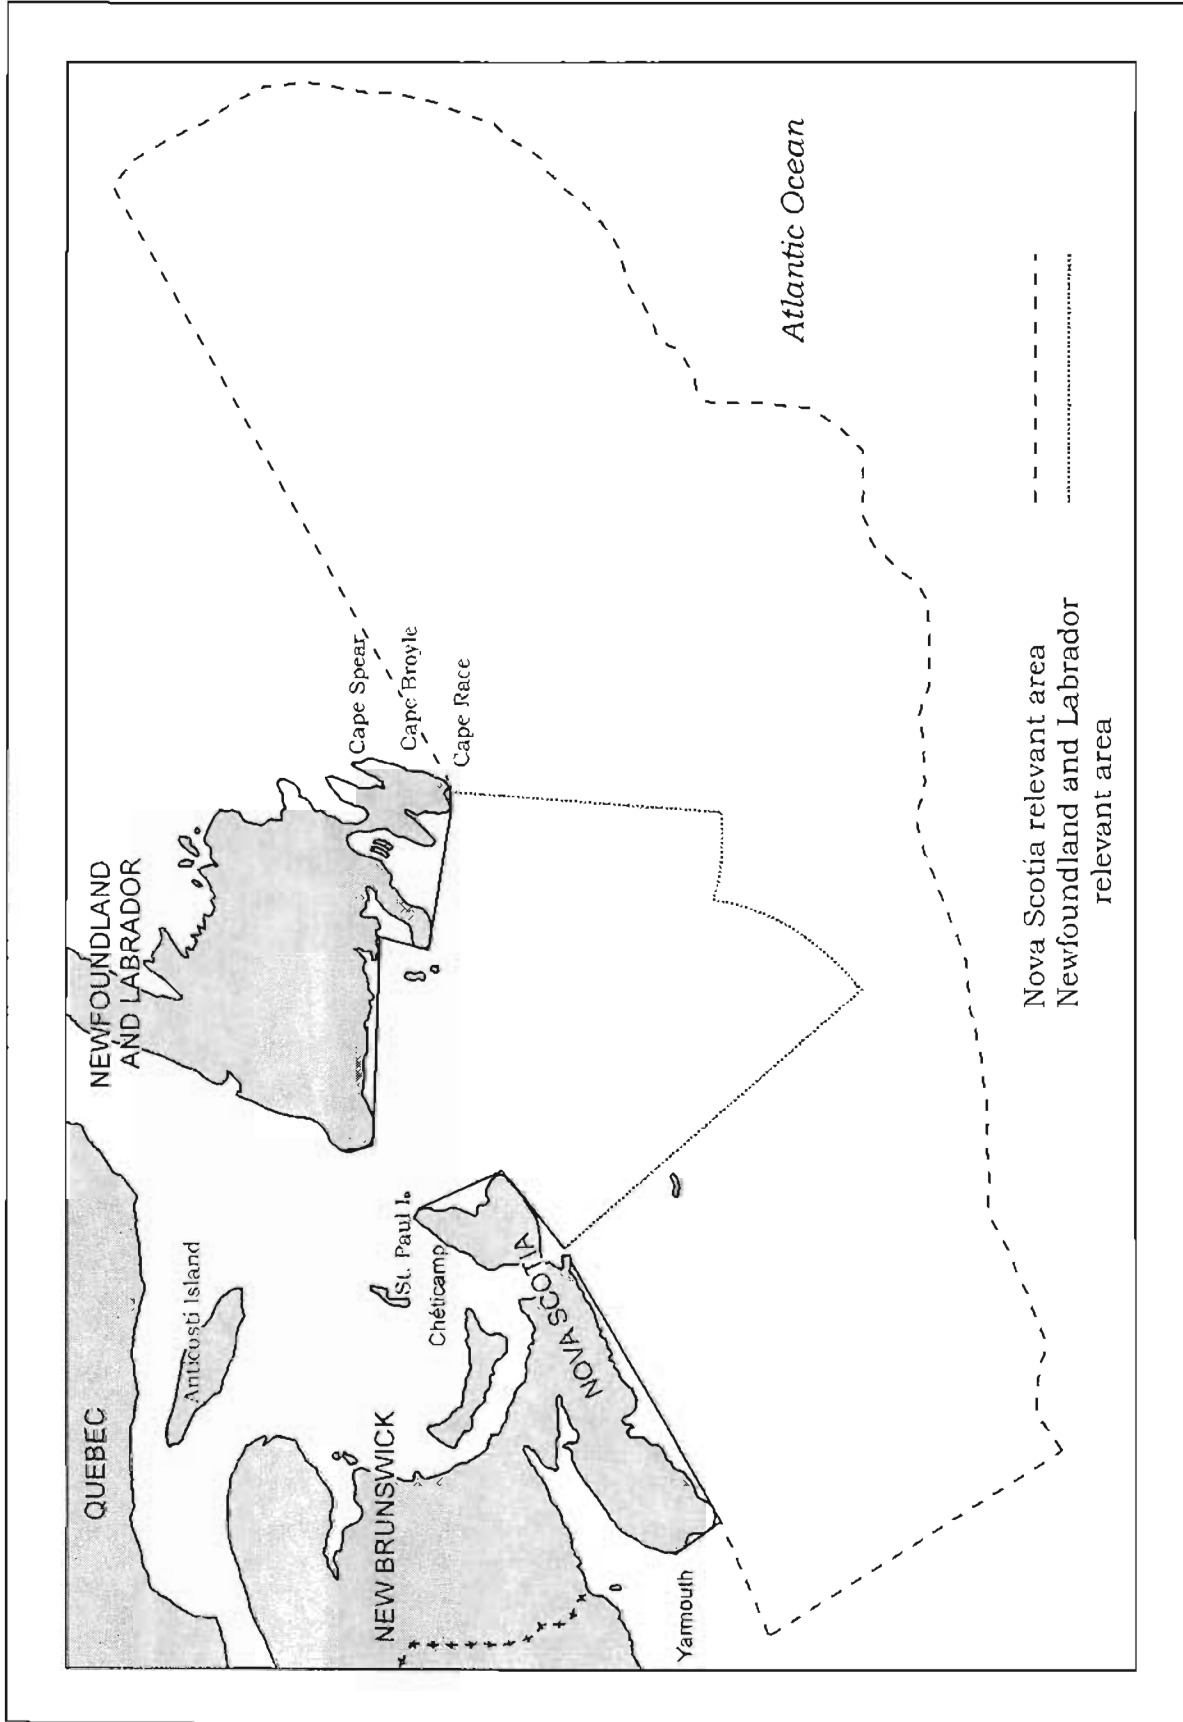 QUEBEC
Anticosti Island
NEWFOUNDLAND
AND LABRADOR
NEW BRUNSWICK
St. Paul I.
Chéticamp
NOVA SCOTIA
Yarmouth
Cape Spear
Cape Broyle
Cape Race
Atlantic Ocean
Nova Scotia relevant area
Newfoundland and Labrador
relevant area